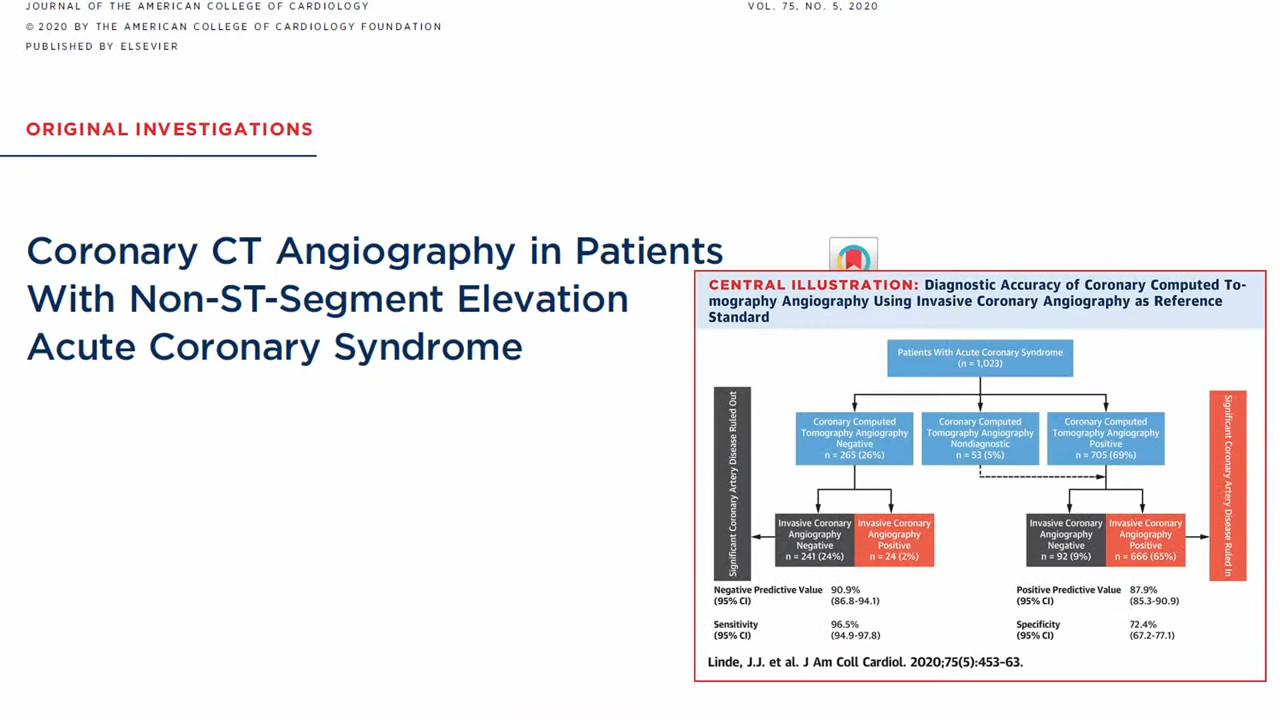 JOURNAL OF THE AMERICAN COLLEGE OF CARDIOLOGY
VOL. 75, NO. 5, 2020
© 2020 BY THE AMERICAN COLLEGE OF CARDIOLOGY FOUNDATION
PUBLISHED BY ELSEVIER
ORIGINAL INVESTIGATIONS
Coronary CT Angiography in Patients
With Non-ST-Segment Elevation
Acute Coronary Syndrome
CENTRAL ILLUSTRATION: Diagnostic Accuracy of Coronary Computed To-
mography Angiography Using Invasive Coronary Angiography as Reference
Standard
Patients With Acute Coronary Syndrome
(n = 1,023)
Significant Coronary Artery Disease Ruled Out
Coronary Computed
Tomography Angiography
Negative
n = 265 (26%)
Coronary Computed
Tomography Angiography
Nondiagnostic
n = 53 (5%)
Coronary Computed
Tomography Angiography
Positive
n = 705 (69%)
Significant Coronary Artery Disease Ruled In
Invasive Coronary
Angiography
Negative
n = 241 (24%)
Invasive Coronary
Angiography
Positive
n = 24 (2%)
Invasive Coronary
Angiography
Negative
n = 92 (9%)
Invasive Coronary
Angiography
Positive
n = 666 (65%)
Negative Predictive Value 90.9%
(95% CI) (86.8-94.1)
Sensitivity 96.5%
(95% CI) (94.9-97.8)
Positive Predictive Value 87.9%
(95% CI) (85.3-90.9)
Specificity 72.4%
(95% CI) (67.2-77.1)
Linde, J.J. et al. J Am Coll Cardiol. 2020;75(5):453–63.